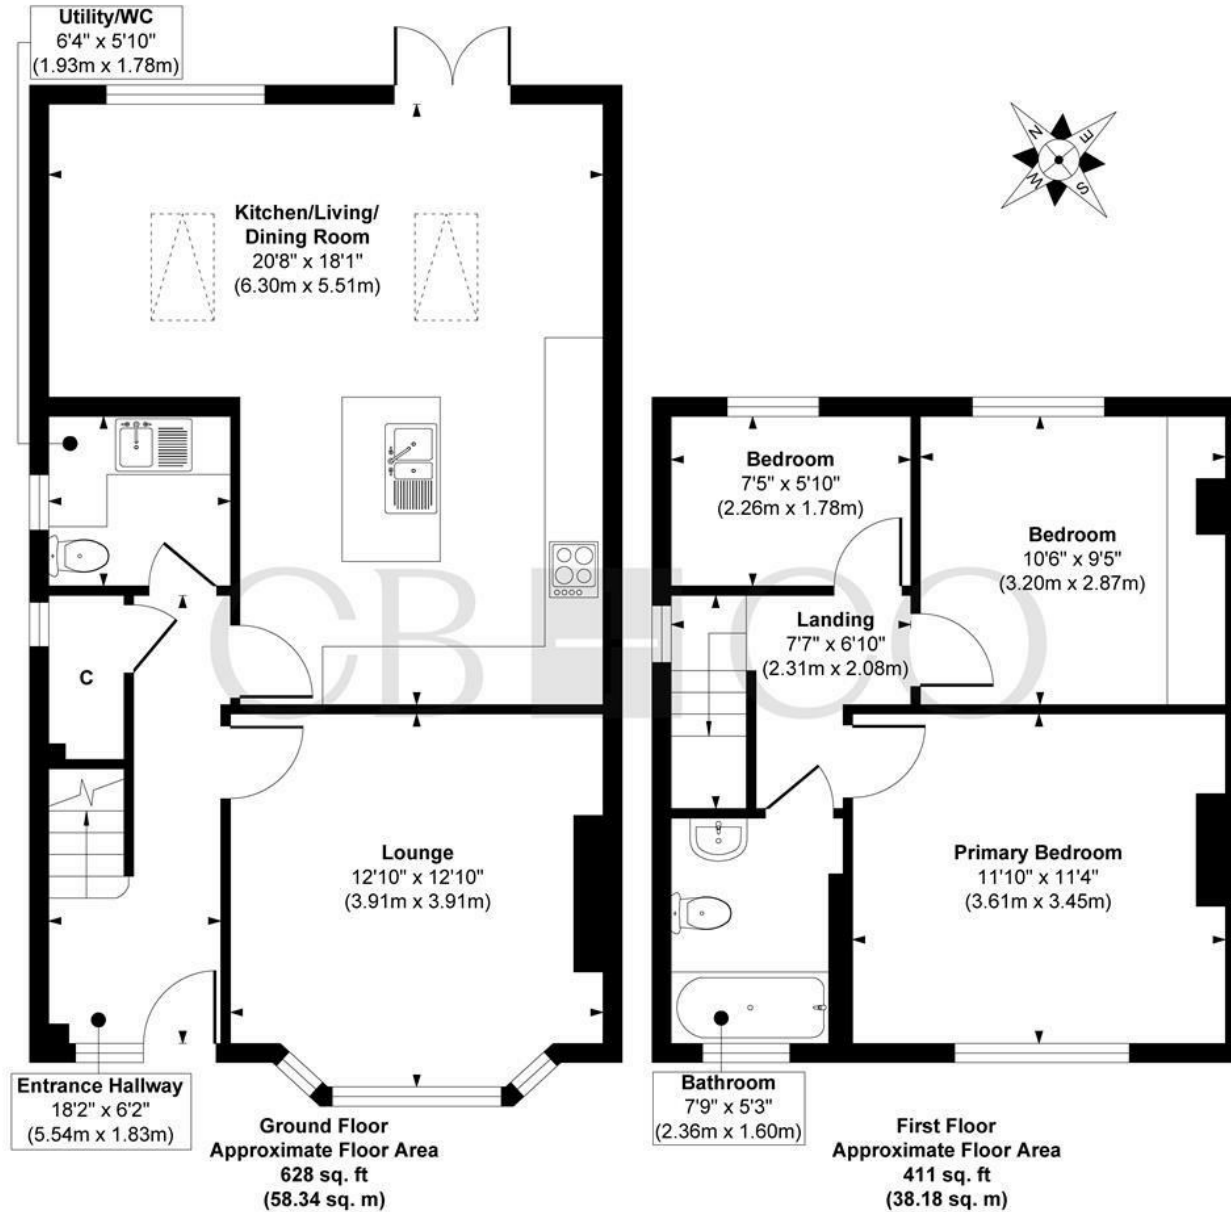 Utility/WC
6'4" x 5'10"
(1.93m x 1.78m)
N
E
W
S
Kitchen/Living/
Dining Room
20'8" x 18'1"
(6.30m x 5.51m)
Bedroom
7'5" x 5'10"
(2.26m x 1.78m)
Bedroom
10'6" x 9'5"
(3.20m x 2.87m)
Landing
7'7" x 6'10"
(2.31m x 2.08m)
C
CBHCO
Lounge
12'10" x 12'10"
(3.91m x 3.91m)
Primary Bedroom
11'10" x 11'4"
(3.61m x 3.45m)
Entrance Hallway
18'2" x 6'2"
(5.54m x 1.83m)
Bathroom
7'9" x 5'3"
(2.36m x 1.60m)
Ground Floor
Approximate Floor Area
628 sq. ft
(58.34 sq. m)
First Floor
Approximate Floor Area
411 sq. ft
(38.18 sq. m)